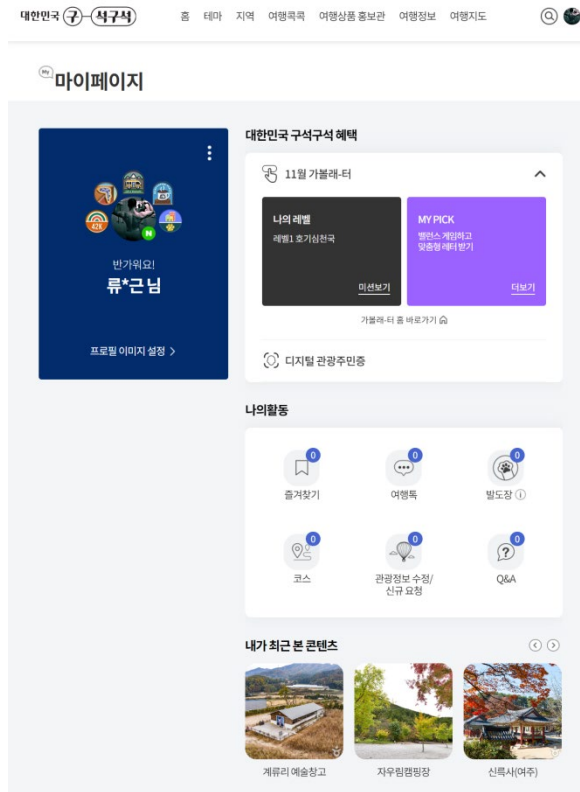 대한민국 구석구석
홈 테마 지역 여행콕콕 여행상품 홍보관 여행정보 여행지도
My
마이페이지
반가워요!
류*근님
프로필 이미지 설정
대한민국 구석구석 혜택
11월 가볼래-터
나의 레벨
레벨1 호기심천국
미션보기
MY PICK
밸런스 게임하고
맞춤형 레터 받기
더보기
가볼래-터 홈 바로가기
디지털 관광주민증
나의활동
0 0 0
즐겨찾기 여행톡 발도장
0 0 0
코스 관광정보 수정/
신규 요청 Q&A
내가 최근 본 콘텐츠
계류리 예술창고 자우림캠핑장 신륵사(여주)